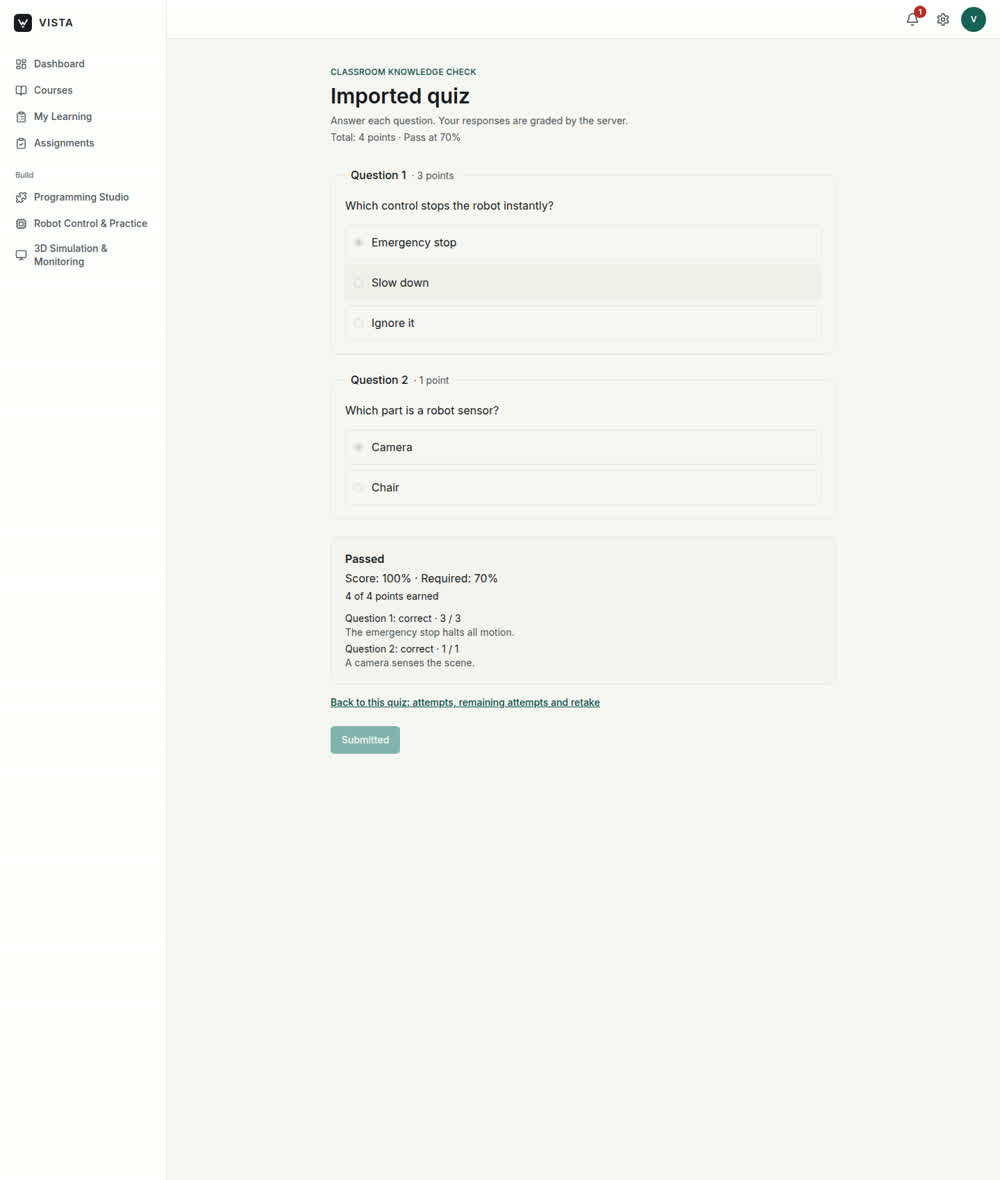 VISTA
1
V
Dashboard
Courses
My Learning
Assignments
Build
Programming Studio
Robot Control & Practice
3D Simulation &
Monitoring
CLASSROOM KNOWLEDGE CHECK
Imported quiz
Answer each question. Your responses are graded by the server.
Total: 4 points · Pass at 70%
Question 1 · 3 points
Which control stops the robot instantly?
Emergency stop
Slow down
Ignore it
Question 2 · 1 point
Which part is a robot sensor?
Camera
Chair
Passed
Score: 100% · Required: 70%
4 of 4 points earned
Question 1: correct · 3 / 3
The emergency stop halts all motion.
Question 2: correct · 1 / 1
A camera senses the scene.
Back to this quiz: attempts, remaining attempts and retake
Submitted